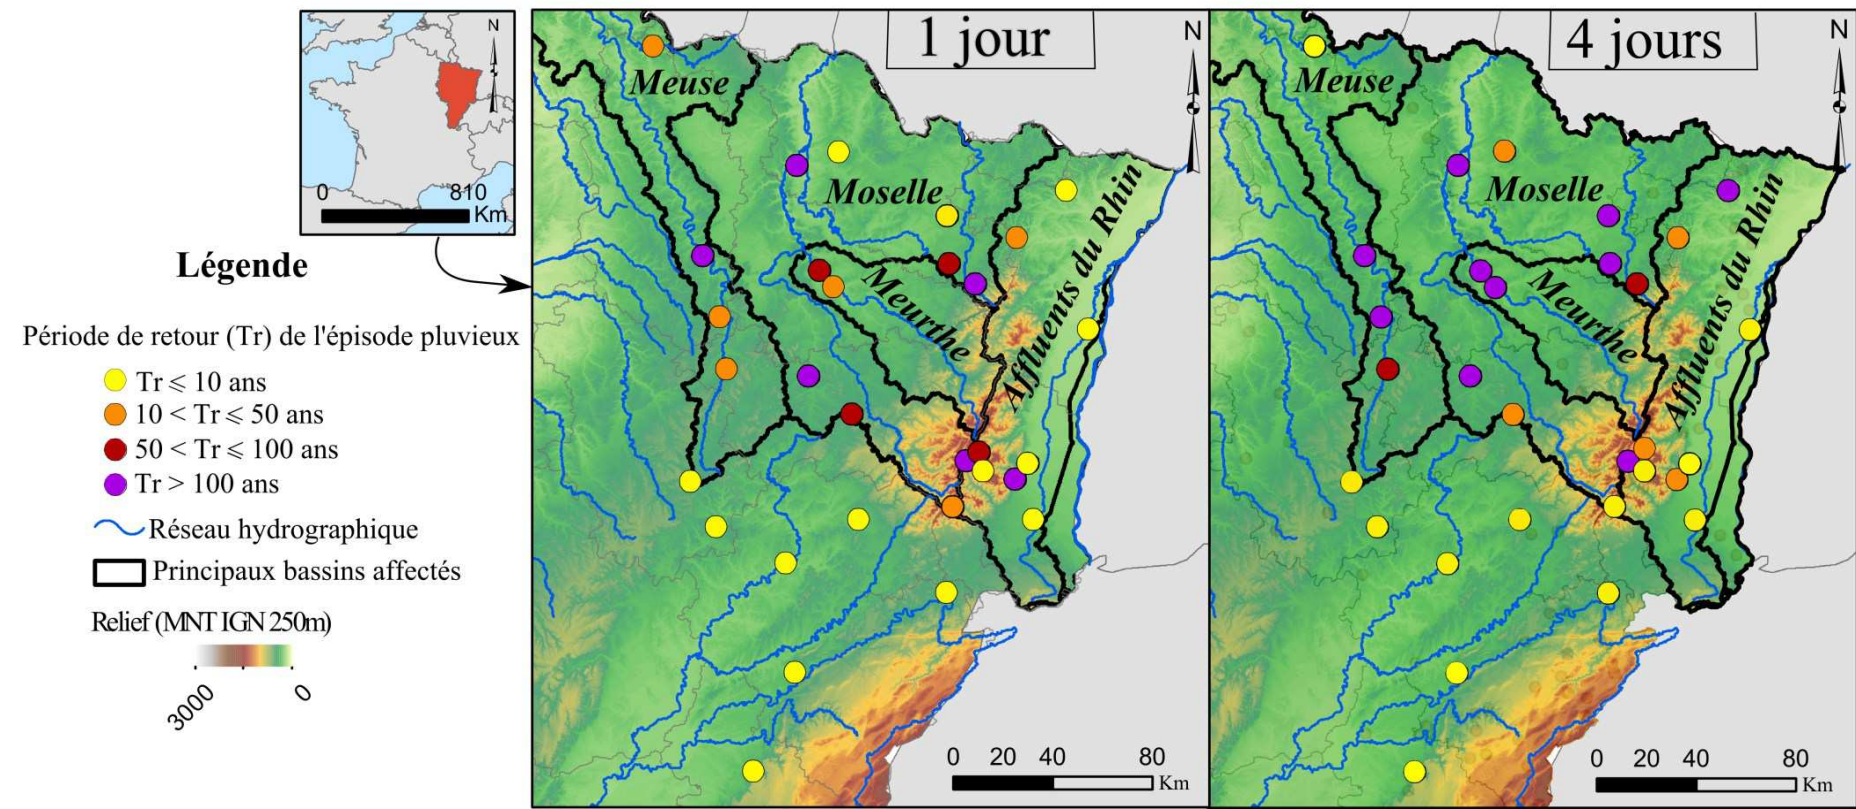 N
0
810
Km
Légende
Période de retour (Tr) de l'épisode pluvieux
Tr ⩽ 10 ans
10 < Tr ⩽ 50 ans
50 < Tr ⩽ 100 ans
Tr > 100 ans
Réseau hydrographique
Principaux bassins affectés
Relief (MNT IGN 250m)
3000
0
1 jour
N
Meuse
Moselle
Meurthe
Affluents du Rhin
0 20 40 80
Km
4 jours
N
Meuse
Moselle
Meurthe
Affluents du Rhin
0 20 40 80
Km